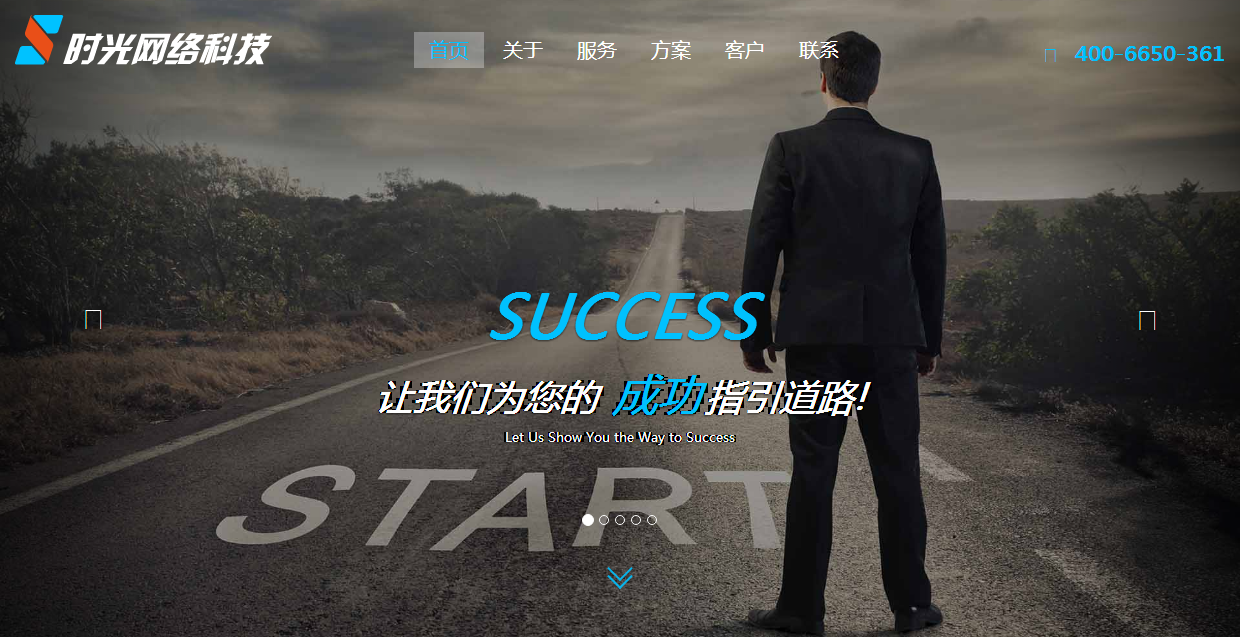 时光网络科技
首页 关于 服务 方案 客户 联系
400-6650-361
SUCCESS
让我们为您的 成功指引道路!
Let Us Show You the Way to Success
START